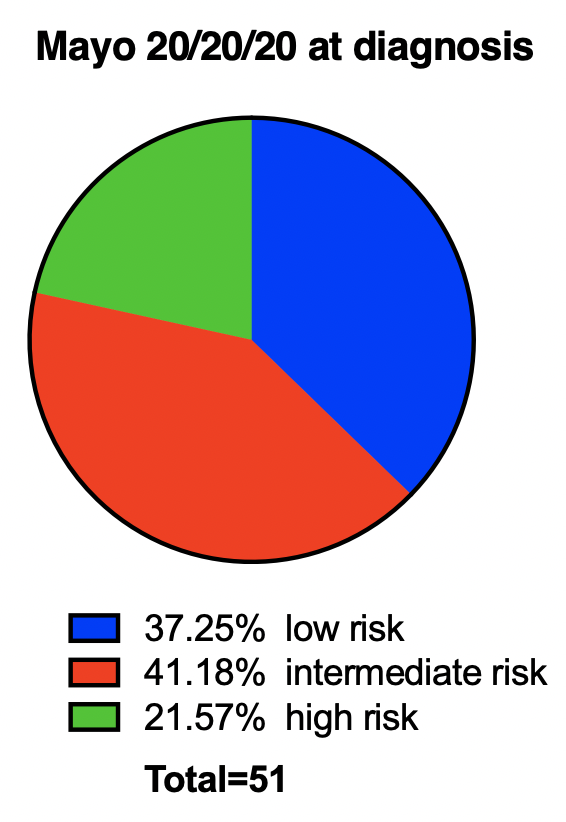 Mayo 20/20/20 at diagnosis
37.25% low risk
41.18% intermediate risk
21.57% high risk
Total=51